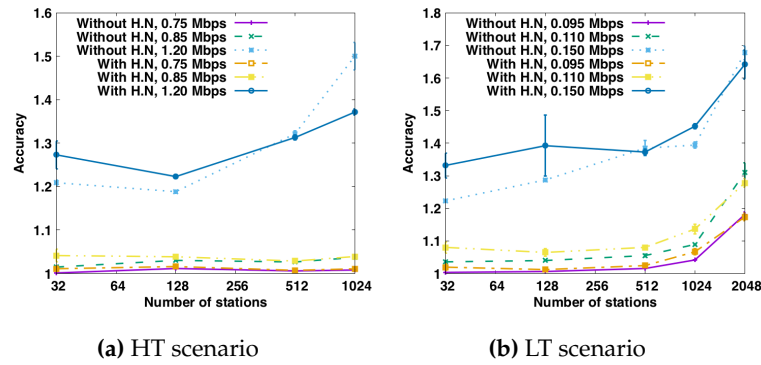 1.6
Without H.N, 0.75 Mbps
Without H.N, 0.85 Mbps
Without H.N, 1.20 Mbps
With H.N, 0.75 Mbps
With H.N, 0.85 Mbps
With H.N, 1.20 Mbps
1.5
1.4
1.3
1.2
1.1
1
Accuracy
32 64 128 256 512 1024
Number of stations
(a) HT scenario
1.8
Without H.N, 0.095 Mbps
Without H.N, 0.110 Mbps
Without H.N, 0.150 Mbps
With H.N, 0.095 Mbps
With H.N, 0.110 Mbps
With H.N, 0.150 Mbps
1.7
1.6
1.5
1.4
1.3
1.2
1.1
1
Accuracy
32 64 128 256 512 1024 2048
Number of stations
(b) LT scenario